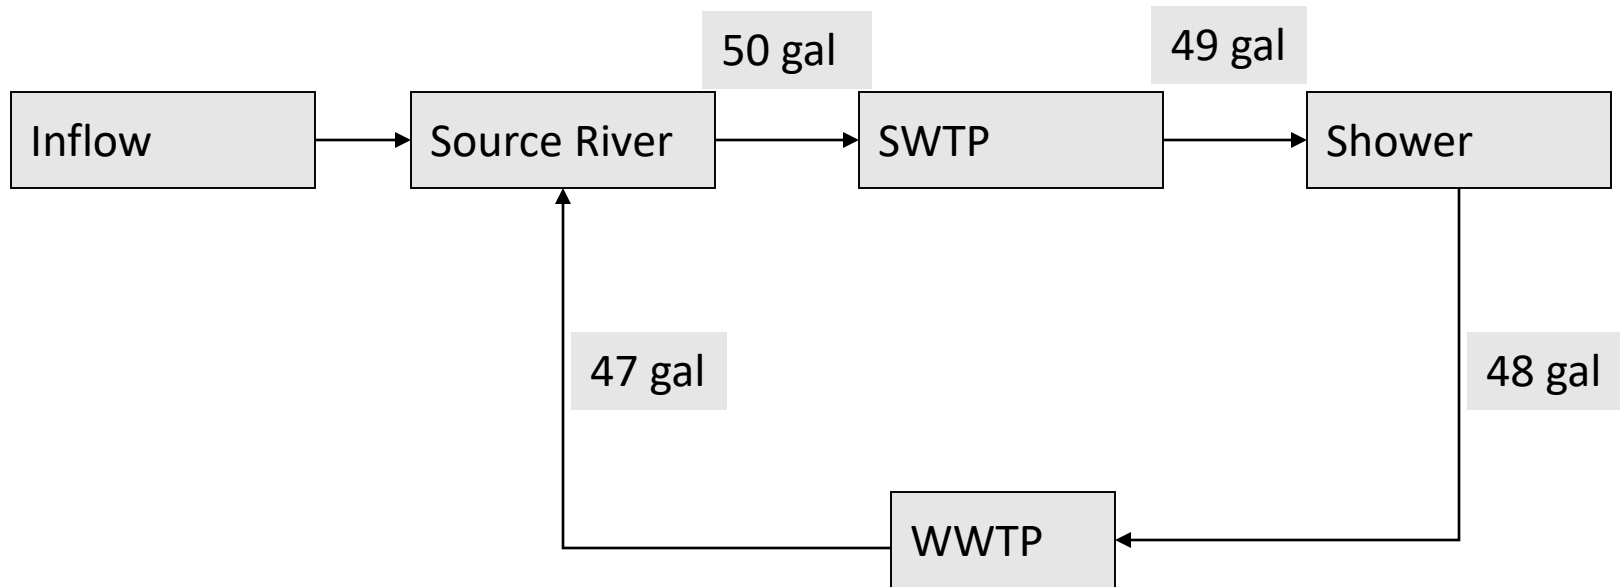 50 gal
49 gal
Inflow
Source River
SWTP
Shower
47 gal
48 gal
WWTP